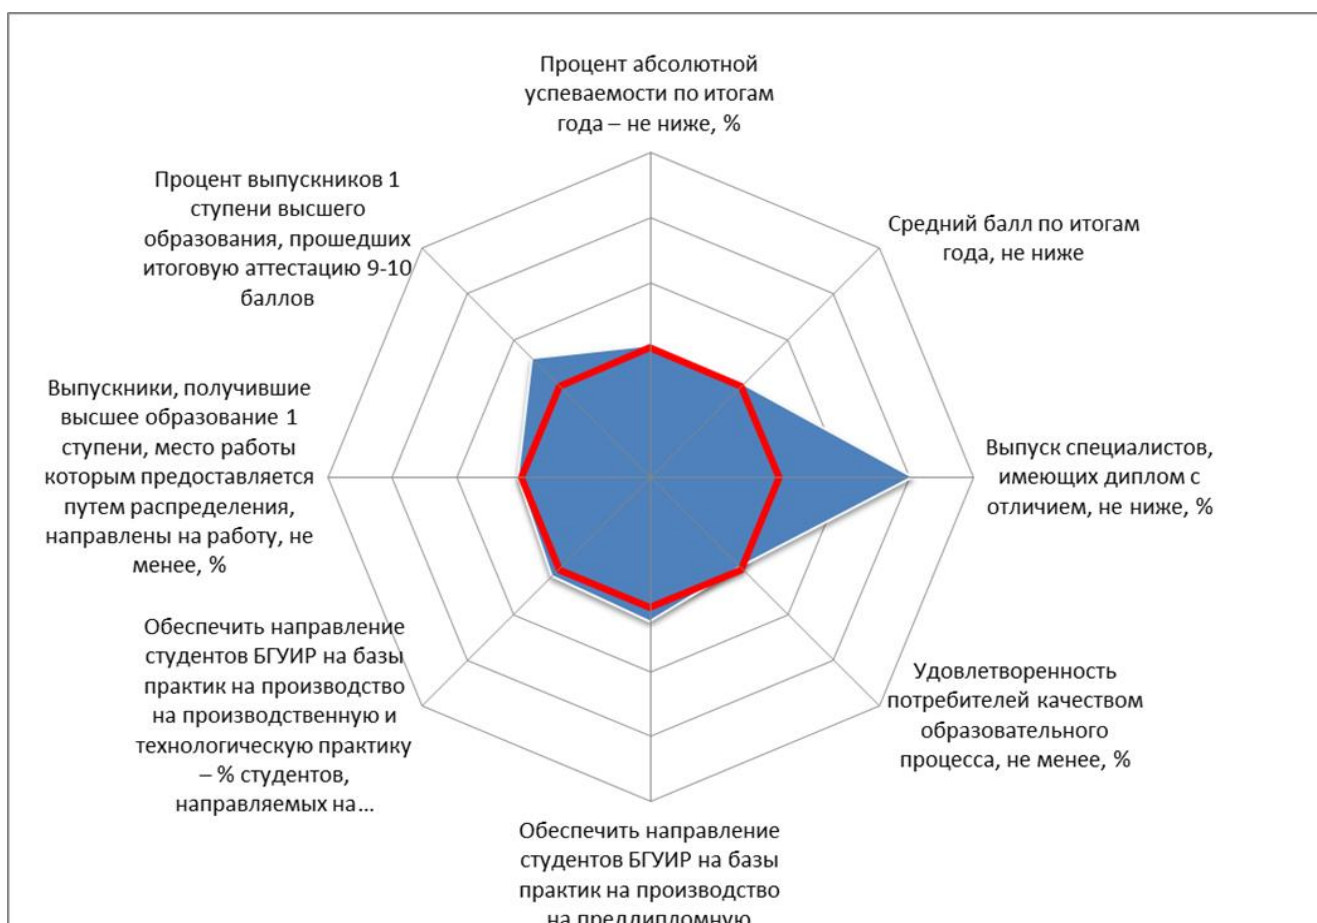 Процент абсолютной
успеваемости по итогам
года – не ниже, %
Средний балл по итогам
года, не ниже
Выпуск специалистов,
имеющих диплом с
отличием, не ниже, %
Удовлетворенность
потребителей качеством
образовательного
процесса, не менее, %
Обеспечить направление
студентов БГУИР на базы
практик на производство
на преддипломную
Обеспечить направление
студентов БГУИР на базы
практик на производство
на производственную и
технологическую практику
– % студентов,
направляемых на...
Выпускники, получившие
высшее образование 1
ступени, место работы
которым предоставляется
путем распределения,
направлены на работу, не
менее, %
Процент выпускников 1
ступени высшего
образования, прошедших
итоговую аттестацию 9-10
баллов